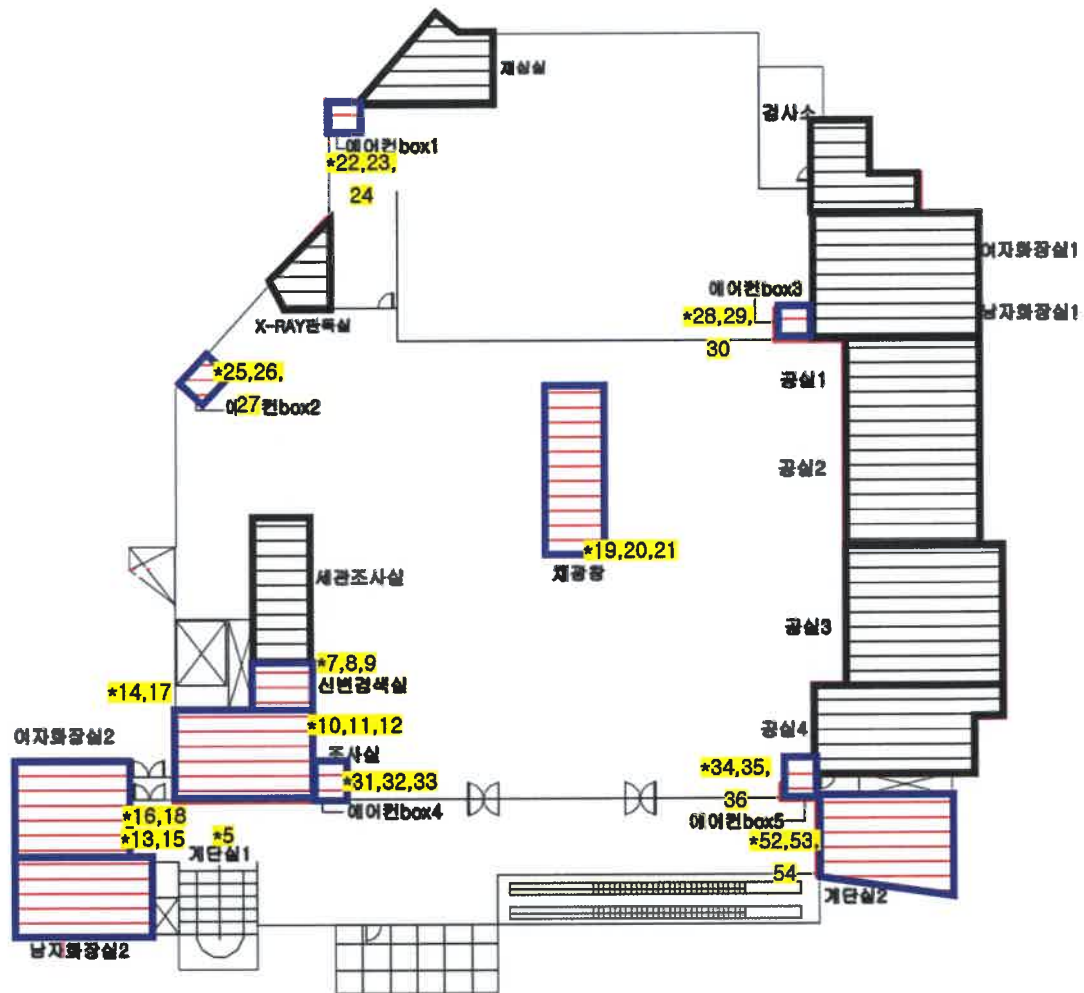 재심실
검사소
에어컨box1
*22,23,
24
여자화장실1
에어컨box3
*28,29,
30
남자화장실1
X-RAY판독실
공실1
*25,26,
27
에어컨box2
공실2
*19,20,21
채광창
세관조사실
공실3
*7,8,9
신변검색실
*14,17
*10,11,12
조사실
공실4
여자화장실2
*31,32,33
에어컨box4
*34,35,
36
에어컨box5
*16,18
*13,15
*5
계단실1
*52,53,
54
계단실2
남자화장실2